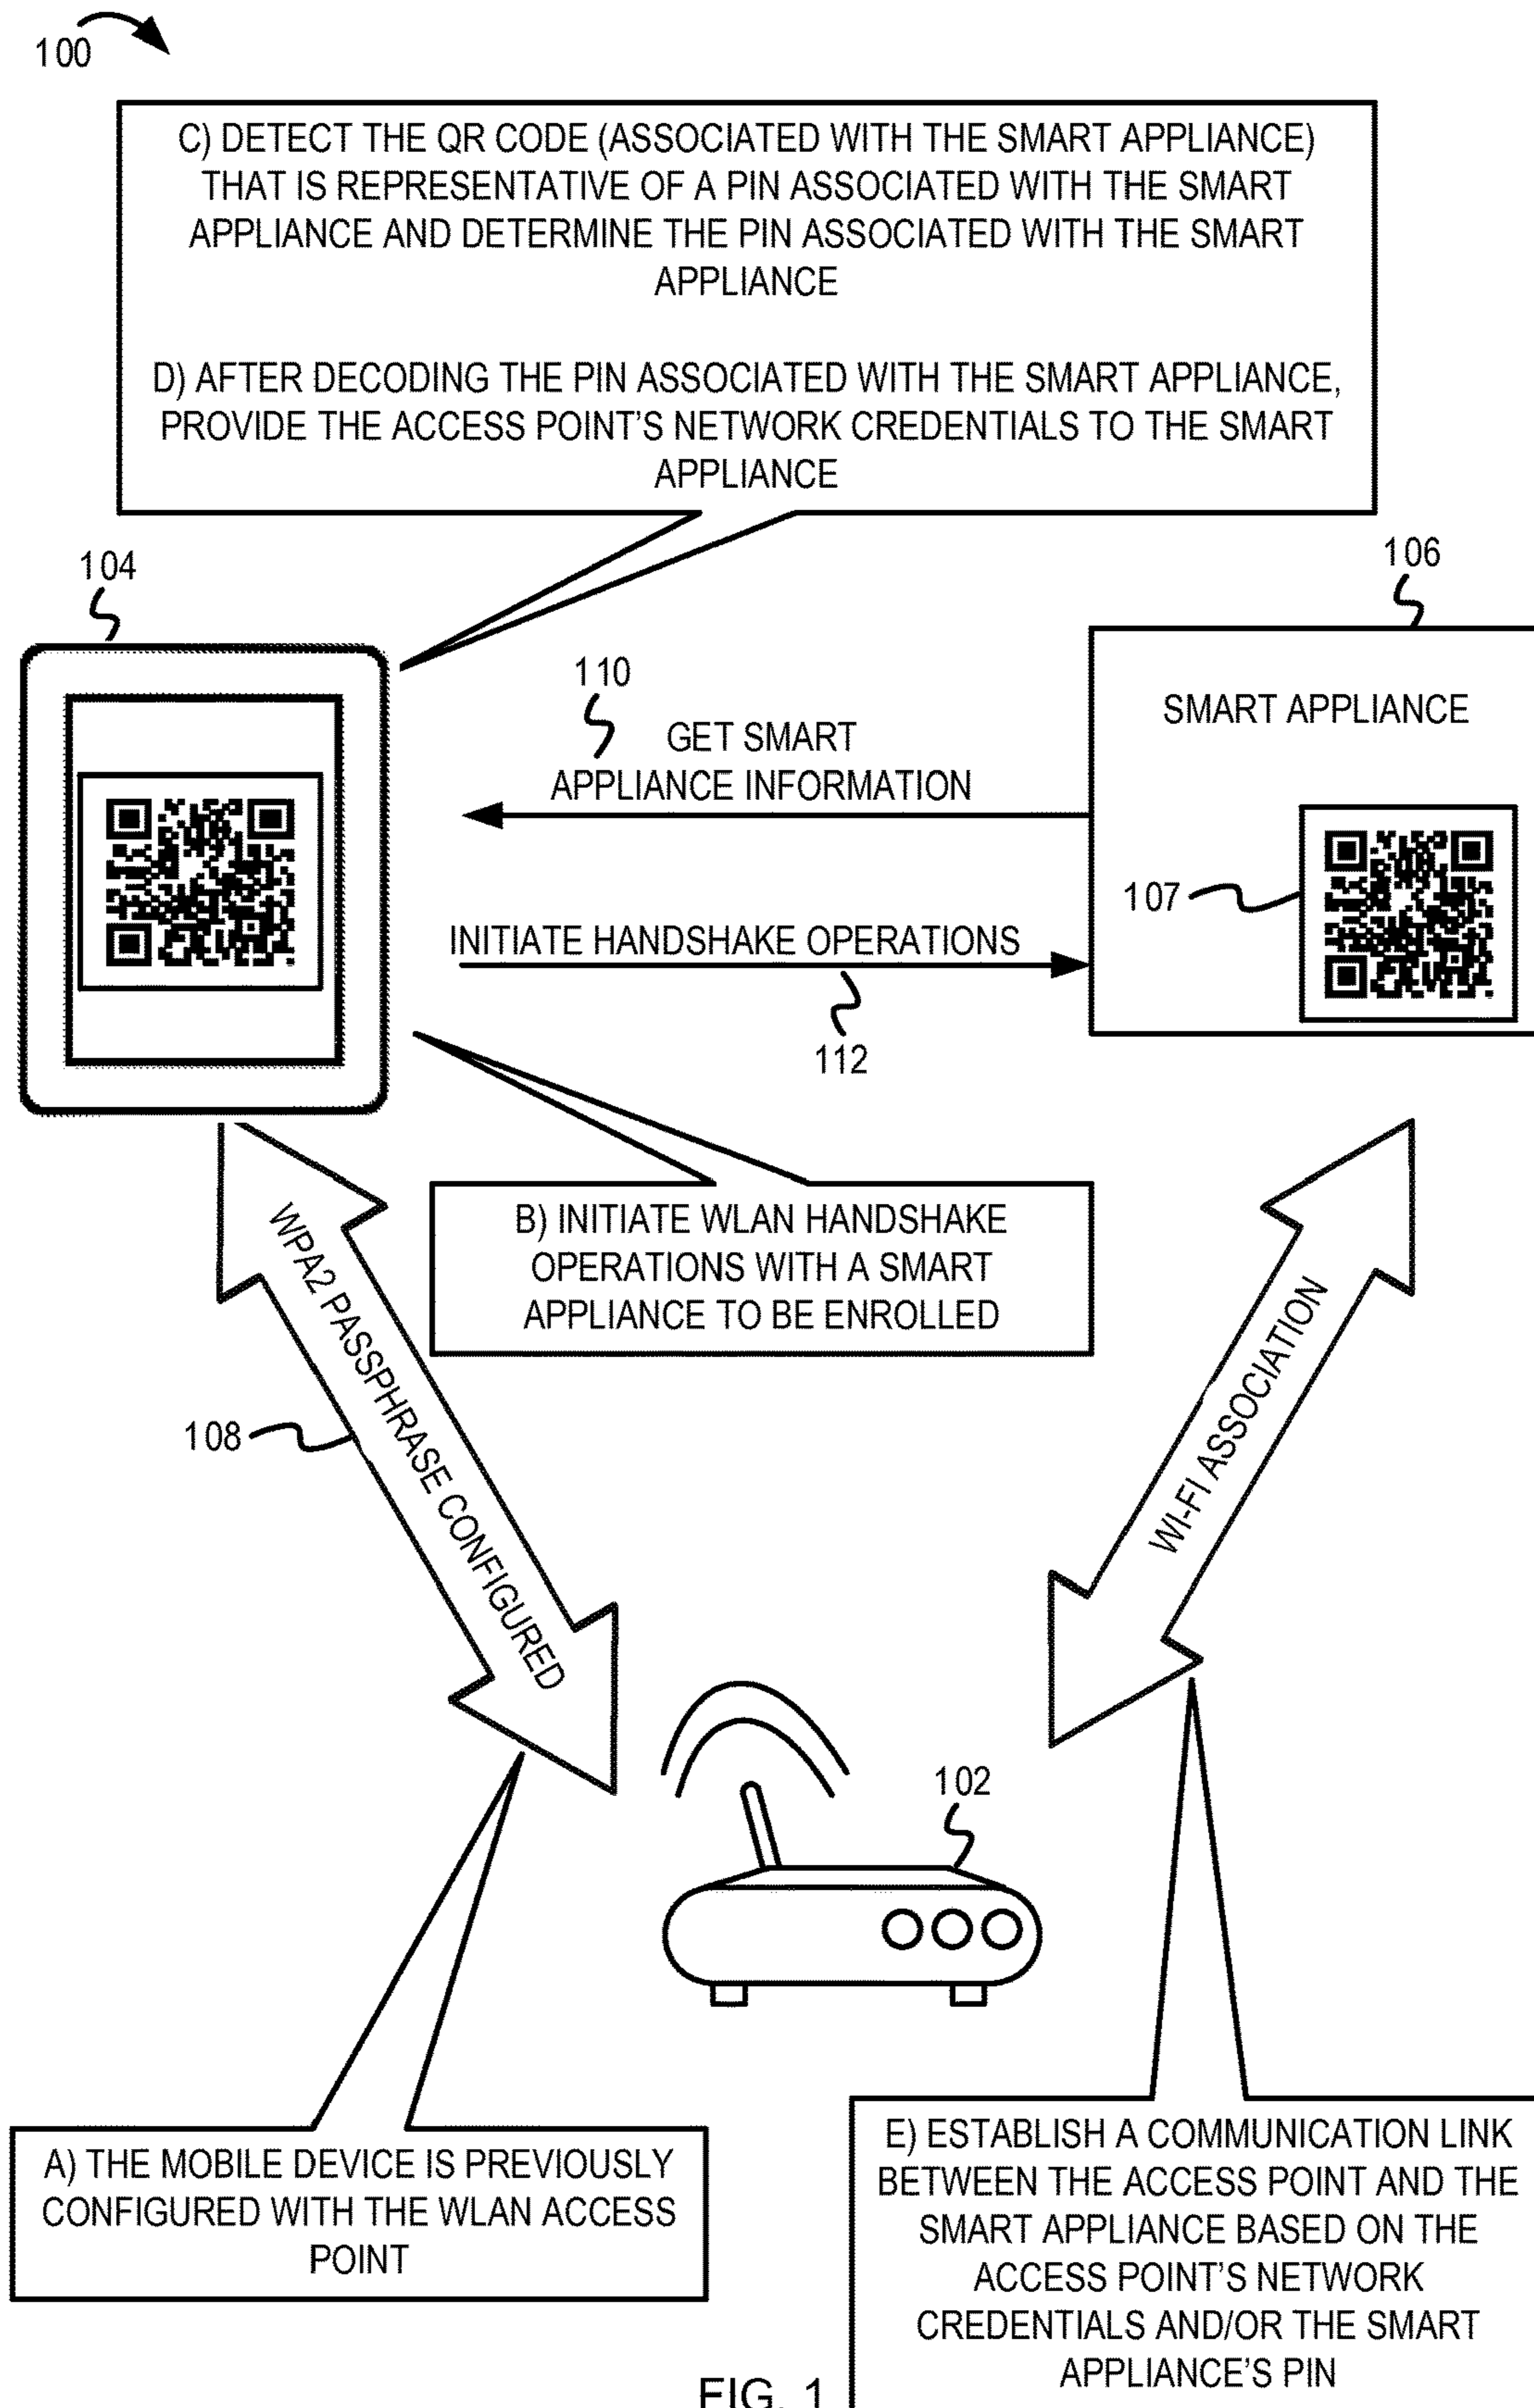 100
C) DETECT THE QR CODE (ASSOCIATED WITH THE SMART APPLIANCE)
THAT IS REPRESENTATIVE OF A PIN ASSOCIATED WITH THE SMART
APPLIANCE AND DETERMINE THE PIN ASSOCIATED WITH THE SMART
APPLIANCE
D) AFTER DECODING THE PIN ASSOCIATED WITH THE SMART APPLIANCE,
PROVIDE THE ACCESS POINT'S NETWORK CREDENTIALS TO THE SMART
APPLIANCE
104
106
110
GET SMART
APPLIANCE INFORMATION
SMART APPLIANCE
107
INITIATE HANDSHAKE OPERATIONS
112
B) INITIATE WLAN HANDSHAKE
OPERATIONS WITH A SMART
APPLIANCE TO BE ENROLLED
WPA2 PASSPHRASE CONFIGURED
108
WI-FI ASSOCIATION
102
A) THE MOBILE DEVICE IS PREVIOUSLY
CONFIGURED WITH THE WLAN ACCESS
POINT
E) ESTABLISH A COMMUNICATION LINK
BETWEEN THE ACCESS POINT AND THE
SMART APPLIANCE BASED ON THE
ACCESS POINT'S NETWORK
CREDENTIALS AND/OR THE SMART
APPLIANCE'S PIN
FIG. 1